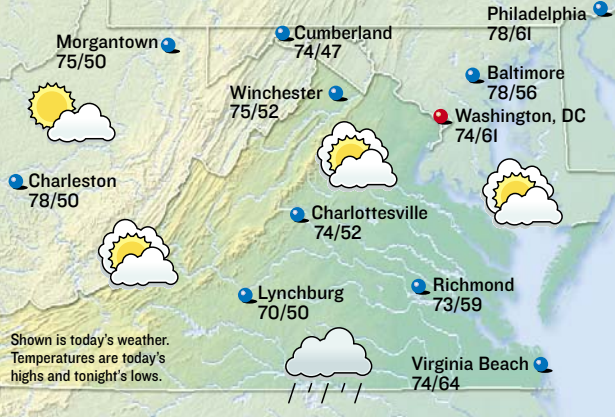 Philadelphia
78/61
Cumberland
74/47
Morgantown
75/50
Baltimore
78/56
Winchester
75/52
Washington, DC
74/61
Charleston
78/50
Charlottesville
74/52
Richmond
73/59
Lynchburg
70/50
Shown is today's weather.
Temperatures are today's
highs and tonight's lows.
Virginia Beach
74/64